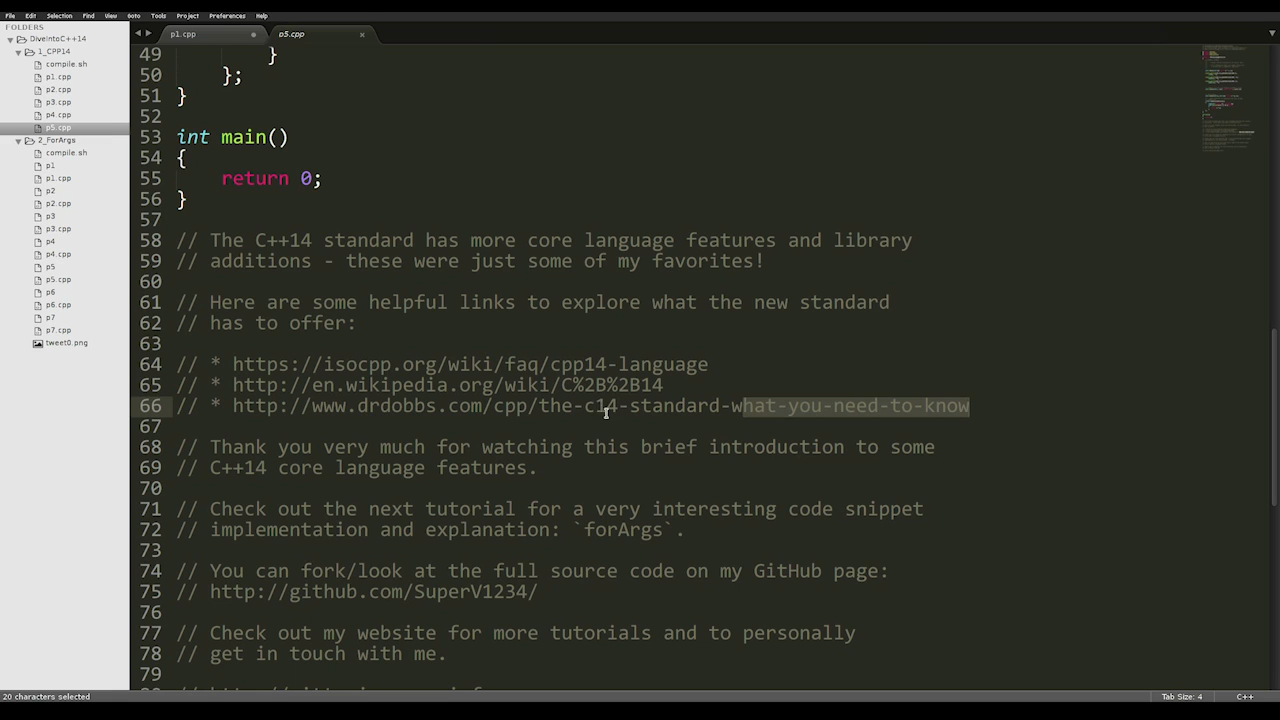 File Edit Selection Find View Goto Tools Project Preferences Help
FOLDERS
DiveIntoC++14
1_CPP14
compile.sh
p1.cpp
p2.cpp
p3.cpp
p4.cpp
p5.cpp
2_ForArgs
compile.sh
p1
p1.cpp
p2
p2.cpp
p3
p3.cpp
p4
p4.cpp
p5
p5.cpp
p6
p6.cpp
p7
p7.cpp
tweet0.png
p1.cpp p5.cpp
49 }
50 };
51 }
52
53 int main()
54 {
55 return 0;
56 }
57
58 // The C++14 standard has more core language features and library
59 // additions - these were just some of my favorites!
60
61 // Here are some helpful links to explore what the new standard
62 // has to offer:
63
64 // * https://isocpp.org/wiki/faq/cpp14-language
65 // * http://en.wikipedia.org/wiki/C%2B%2B14
66 // * http://www.drdobbs.com/cpp/the-c14-standard-what-you-need-to-know
67
68 // Thank you very much for watching this brief introduction to some
69 // C++14 core language features.
70
71 // Check out the next tutorial for a very interesting code snippet
72 // implementation and explanation: `forArgs`.
73
74 // You can fork/look at the full source code on my GitHub page:
75 // http://github.com/SuperV1234/
76
77 // Check out my website for more tutorials and to personally
78 // get in touch with me.
79
20 characters selected Tab Size: 4 C++